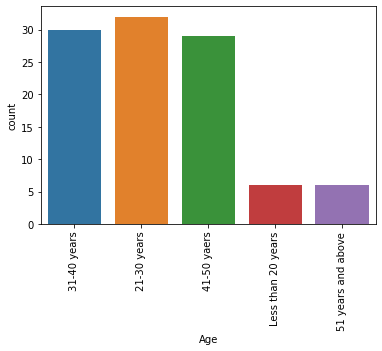 30
25
20
15
10
5
0
count
31-40 years
21-30 years
41-50 yaers
Less than 20 years
51 years and above
Age